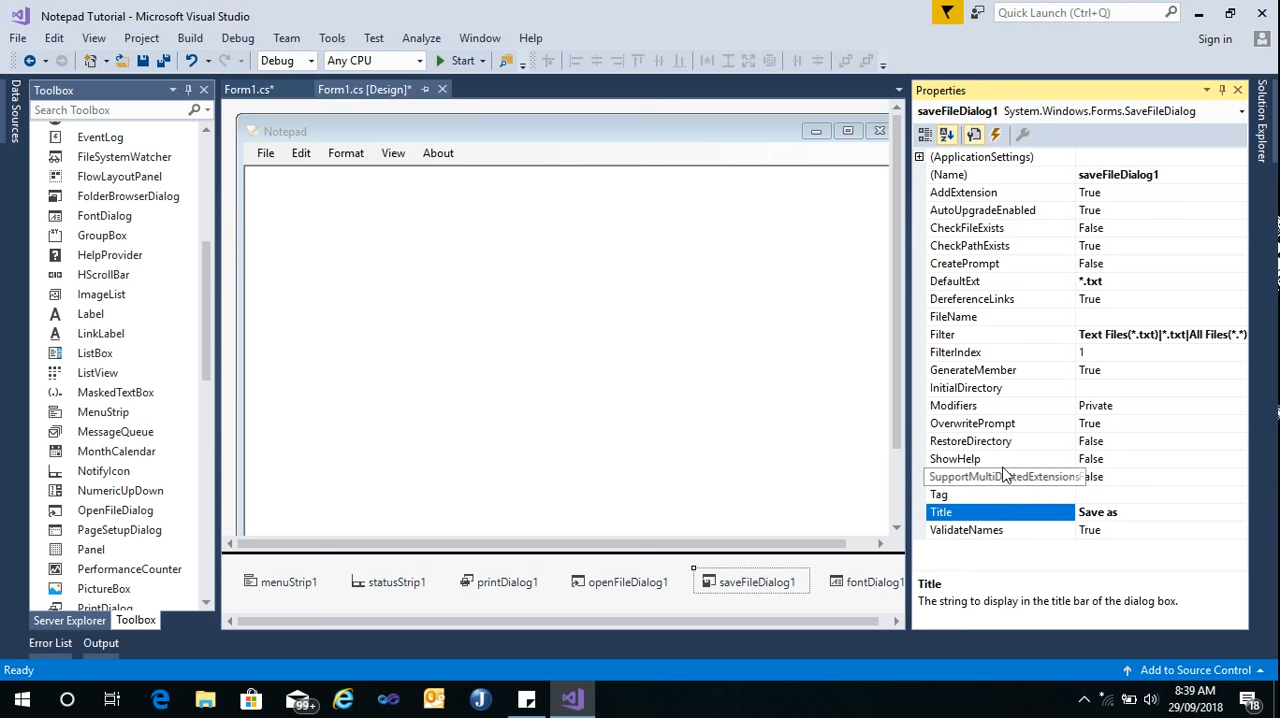 Notepad Tutorial - Microsoft Visual Studio
Quick Launch (Ctrl+Q)
File Edit View Project Build Debug Team Tools Test Analyze Window Help
Sign in
Debug Any CPU Start
Data Sources
Toolbox
Search Toolbox
EventLog
FileSystemWatcher
FlowLayoutPanel
FolderBrowserDialog
FontDialog
GroupBox
HelpProvider
HScrollBar
ImageList
Label
LinkLabel
ListBox
ListView
MaskedTextBox
MenuStrip
MessageQueue
MonthCalendar
NotifyIcon
NumericUpDown
OpenFileDialog
PageSetupDialog
Panel
PerformanceCounter
PictureBox
PrintDialog
Server Explorer Toolbox
Form1.cs* Form1.cs [Design]*
Notepad
File Edit Format View About
menuStrip1 statusStrip1 printDialog1 openFileDialog1 saveFileDialog1 fontDialog1
Properties
saveFileDialog1 System.Windows.Forms.SaveFileDialog
(ApplicationSettings)
(Name) saveFileDialog1
AddExtension True
AutoUpgradeEnabled True
CheckFileExists False
CheckPathExists True
CreatePrompt False
DefaultExt *.txt
DereferenceLinks True
FileName
Filter Text Files(*.txt)|*.txt|All Files(*.*)
FilterIndex 1
GenerateMember True
InitialDirectory
Modifiers Private
OverwritePrompt True
RestoreDirectory False
ShowHelp False
SupportMultiDottedExtensions
Tag
Title Save as
ValidateNames True
Title
The string to display in the title bar of the dialog box.
Solution Explorer
Error List Output
Ready
Add to Source Control
99+
8:39 AM
29/09/2018
18